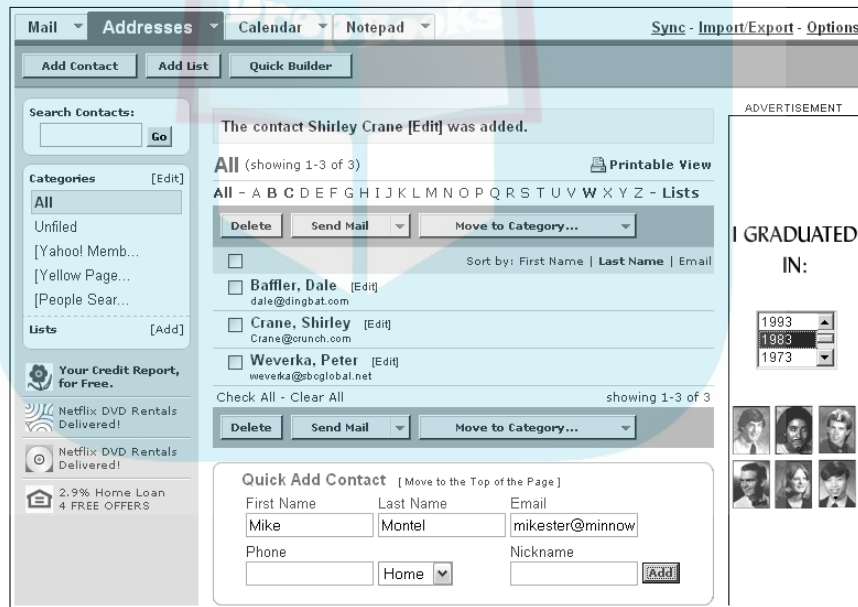 Mail Addresses Calendar Notepad Sync - Import/Export - Options
Add Contact Add List Quick Builder
Search Contacts:
Go
Categories [Edit]
All
Unfiled
[Yahoo! Memb...
[Yellow Page...
[People Sear...
Lists [Add]
Your Credit Report,
for Free.
Netflix DVD Rentals
Delivered!
Netflix DVD Rentals
Delivered!
2.9% Home Loan
4 FREE OFFERS
The contact Shirley Crane [Edit] was added.
All (showing 1-3 of 3) Printable View
All - A B C D E F G H I J K L M N O P Q R S T U V W X Y Z - Lists
Delete Send Mail Move to Category...
Sort by: First Name | Last Name | Email
Baffler, Dale [Edit]
dale@dingbat.com
Crane, Shirley [Edit]
Crane@crunch.com
Weverka, Peter [Edit]
weverka@sbcglobal.net
Check All - Clear All showing 1-3 of 3
Delete Send Mail Move to Category...
Quick Add Contact [Move to the Top of the Page]
First Name Last Name Email
Mike Montel mikester@minnow
Phone Nickname
Home Add
ADVERTISEMENT
I GRADUATED
IN:
1993
1983
1973